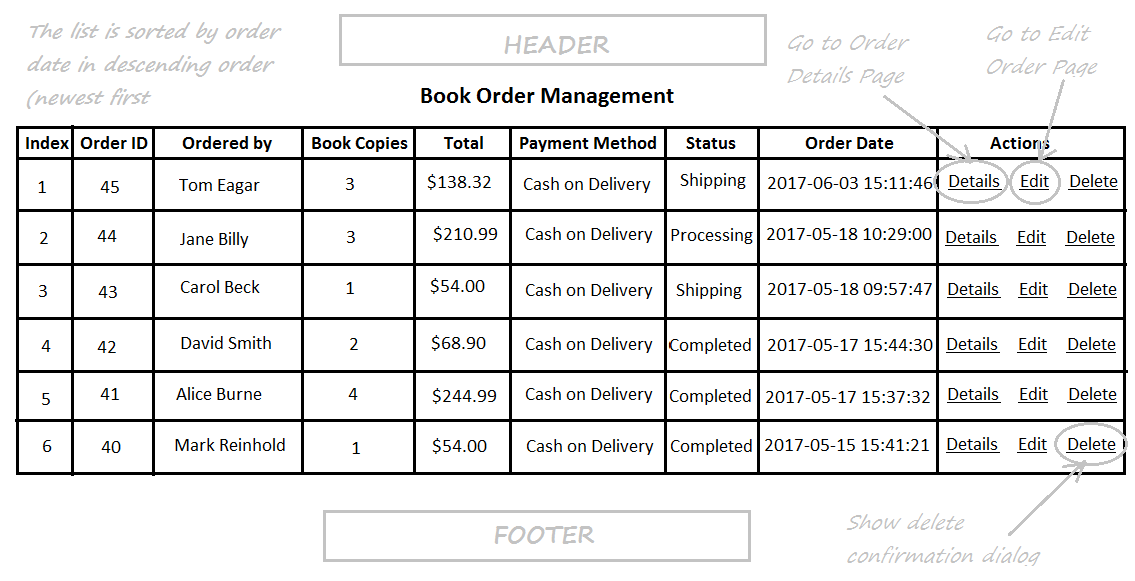 The list is sorted by order
date in descending order
(newest first
HEADER
Go to Order
Details Page
Go to Edit
Order Page
Book Order Management
Index Order ID Ordered by Book Copies Total Payment Method Status Order Date Actions
1 45 Tom Eagar 3 $138.32 Cash on Delivery Shipping 2017-06-03 15:11:46 Details Edit Delete
2 44 Jane Billy 3 $210.99 Cash on Delivery Processing 2017-05-18 10:29:00 Details Edit Delete
3 43 Carol Beck 1 $54.00 Cash on Delivery Shipping 2017-05-18 09:57:47 Details Edit Delete
4 42 David Smith 2 $68.90 Cash on Delivery Completed 2017-05-17 15:44:30 Details Edit Delete
5 41 Alice Burne 4 $244.99 Cash on Delivery Completed 2017-05-17 15:37:32 Details Edit Delete
6 40 Mark Reinhold 1 $54.00 Cash on Delivery Completed 2017-05-15 15:41:21 Details Edit Delete
FOOTER
Show delete
confirmation dialog